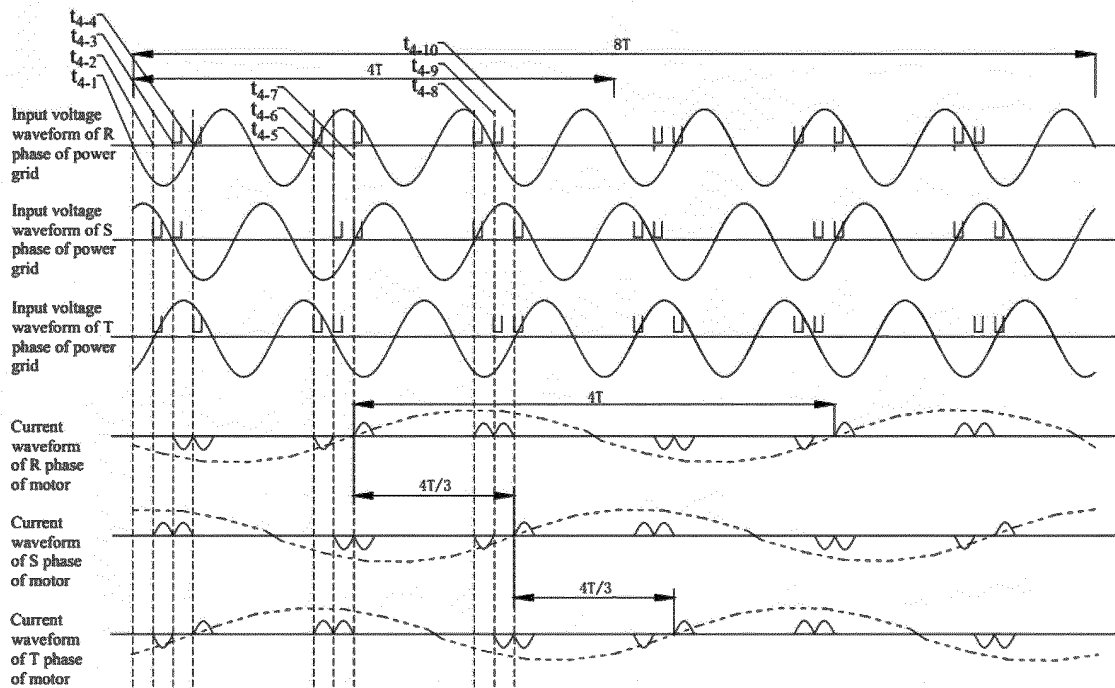 t4-4
t4-3
t4-2
t4-1
t4-10
t4-9
t4-8
8T
4T
t4-7
t4-6
t4-5
Input voltage
waveform of R
phase of power
grid
Input voltage
waveform of S
phase of power
grid
Input voltage
waveform of T
phase of power
grid
4T
Current
waveform
of R phase
of motor
4T/3
Current
waveform
of S phase
of motor
4T/3
Current
waveform
of T phase
of motor